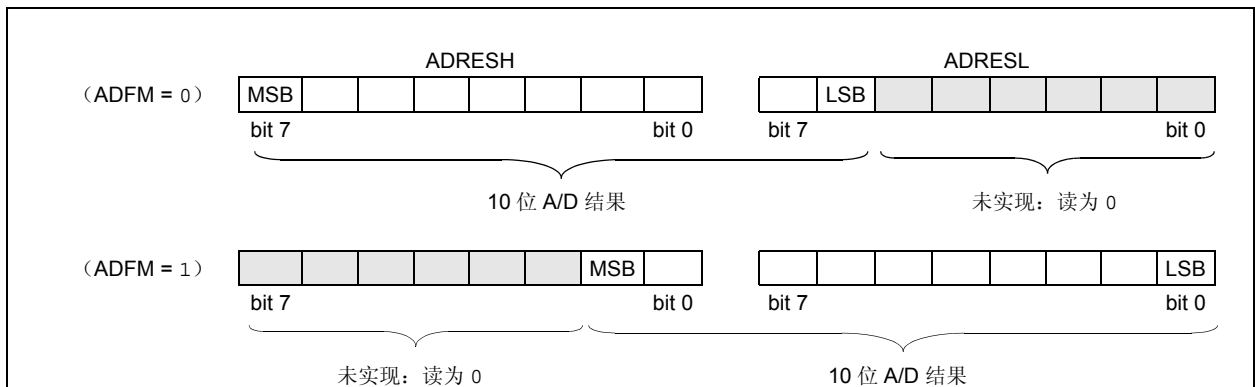 ADRESH ADRESL
（ADFM = 0） MSB LSB
bit 7 bit 0 bit 7 bit 0
10 位 A/D 结果 未实现：读为 0
（ADFM = 1） MSB LSB
bit 7 bit 0 bit 7 bit 0
未实现：读为 0 10 位 A/D 结果